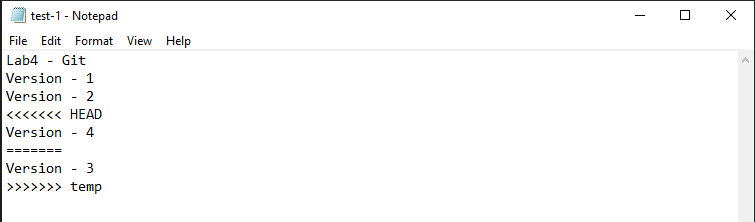 test-1 - Notepad
File Edit Format View Help
Lab4 - Git
Version - 1
Version - 2
<<<<<<< HEAD
Version - 4
=======
Version - 3
>>>>>>> temp